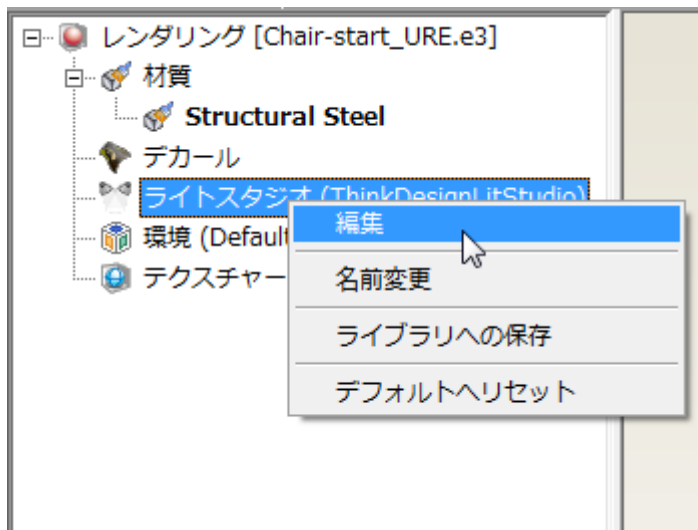 レンダリング [Chair-start_URE.e3]
材質
Structural Steel
デカール
ライトスタジオ (ThinkDesignLitStudio)
編集
環境 (Default
名前変更
テクスチャー
ライブラリへの保存
デフォルトへリセット